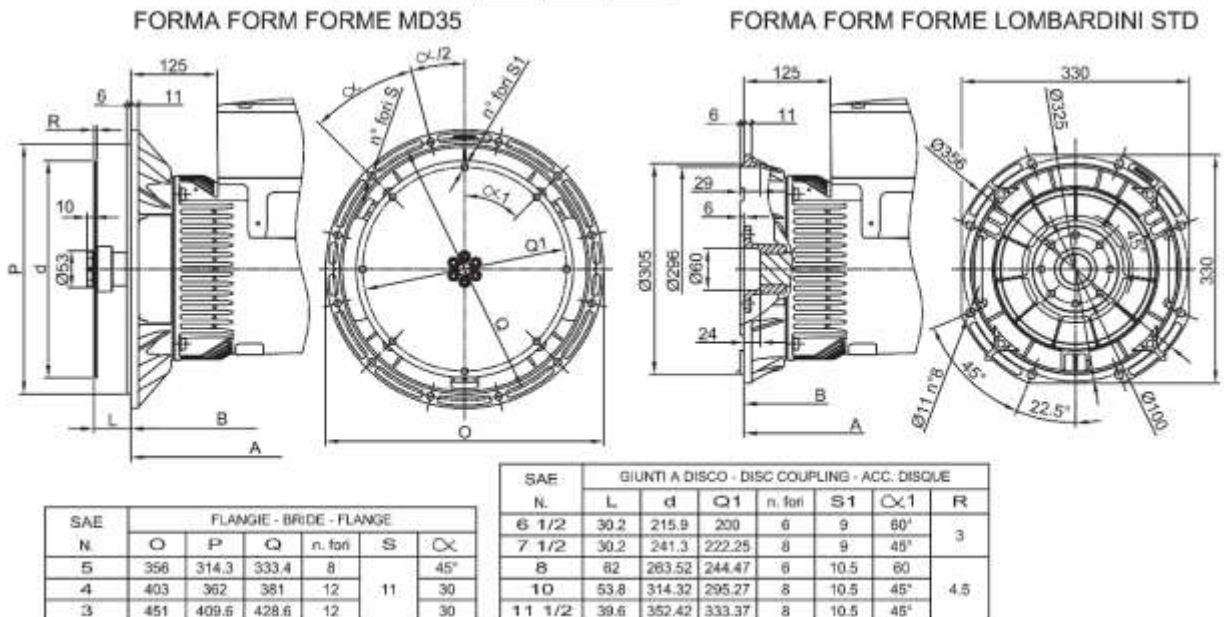 FORMA FORM FORME MD35
FORMA FORM FORME LOMBARDINI STD
125
6
11
R
10
P
d
Ø53
L
B
A
α
α/2
n° fori S
n° fori S1
α1
Q1
Q
O
125
330
6
11
Ø325
Ø356
29
6
Ø305
Ø296
Ø60
45°
330
24
B
A
45°
22.5°
Ø11 n°8
Ø100
SAE N. FLANGIE - BRIDE - FLANGE
O P Q n. fori S α
5 356 314.3 333.4 8 11 45°
4 403 362 381 12 30
3 451 409.6 428.6 12 30
SAE N. GIUNTI A DISCO - DISC COUPLING - ACC. DISQUE
L d Q1 n. fori S1 α1 R
6 1/2 30.2 215.9 200 6 9 60° 3
7 1/2 30.2 241.3 222.25 8 9 45°
8 62 263.52 244.47 6 10.5 60 4.5
10 53.8 314.32 295.27 8 10.5 45°
11 1/2 39.6 352.42 333.37 8 10.5 45°